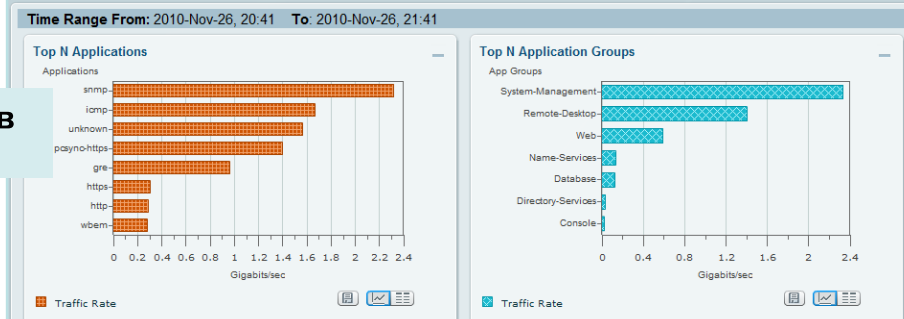 Time Range From: 2010-Nov-26, 20:41 To: 2010-Nov-26, 21:41
Top N Applications
Applications
snmp
icmp
B
unknown
pcsyno-https
gre
https
http
wbem
0 0.2 0.4 0.6 0.8 1 1.2 1.4 1.6 1.8 2 2.2 2.4
Gigabits/sec
Traffic Rate
Top N Application Groups
App Groups
System-Management
Remote-Desktop
Web
Name-Services
Database
Directory-Services
Console
0 0.4 0.8 1.2 1.6 2 2.4
Gigabits/sec
Traffic Rate